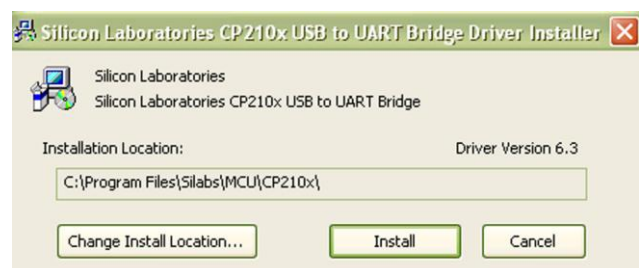 Silicon Laboratories CP210x USB to UART Bridge Driver Installer
Silicon Laboratories
Silicon Laboratories CP210x USB to UART Bridge
Installation Location: Driver Version 6.3
C:\Program Files\Silabs\MCU\CP210x\
Change Install Location... Install Cancel